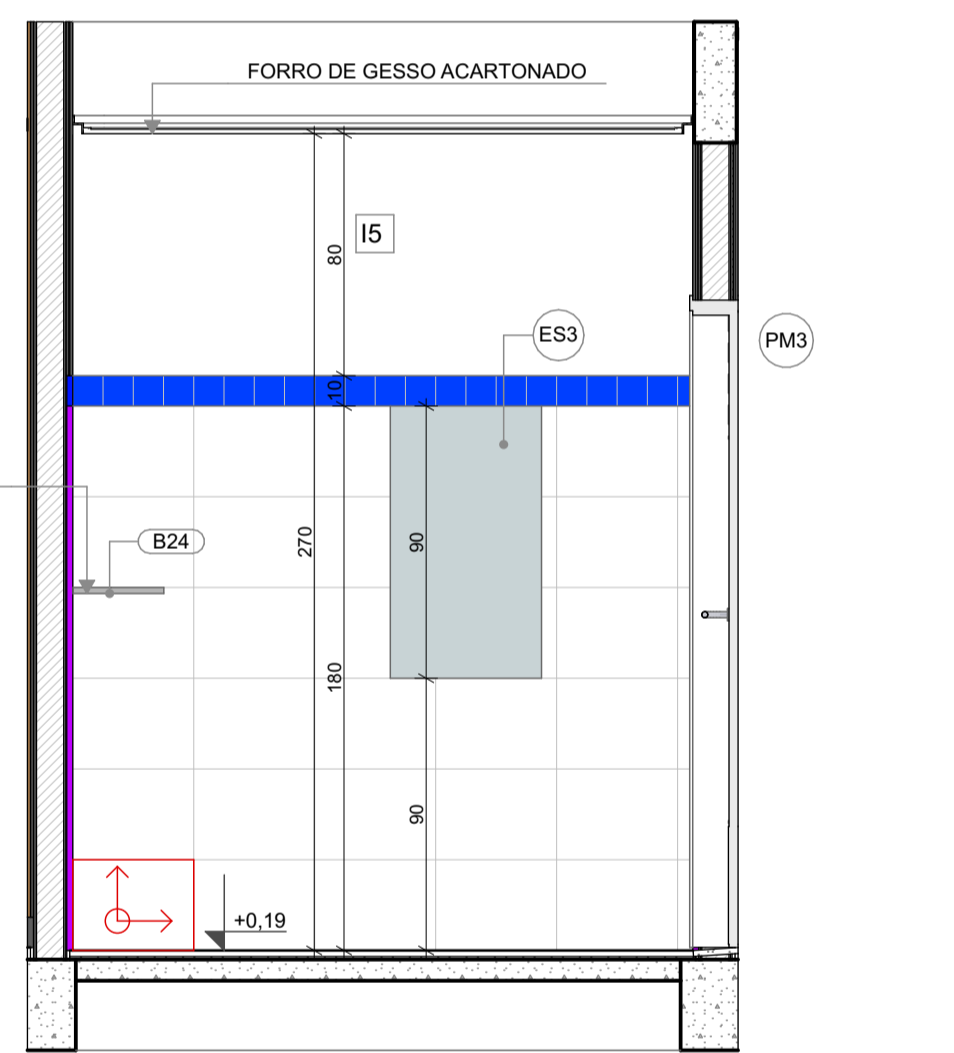 FORRO DE GESSO ACARTONADO
I5
80
ES3
PM3
10
B24
270
90
180
90
+0,19